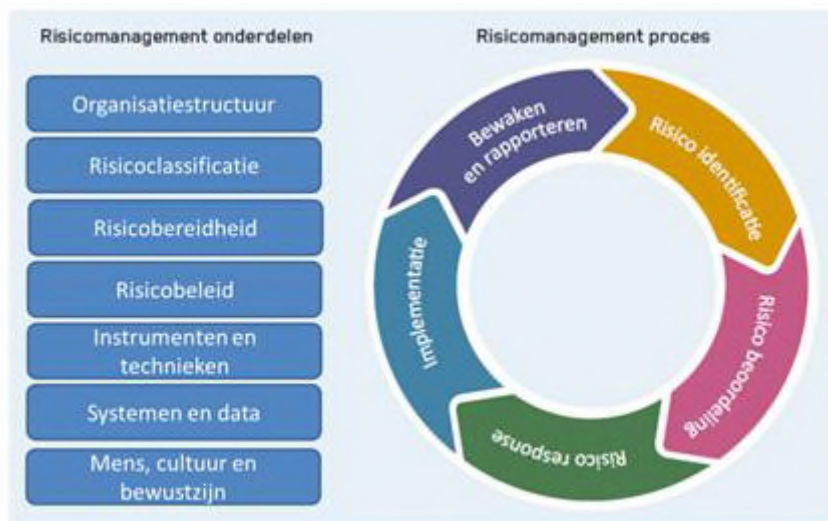 Risicomanagement onderdelen
Organisatiestructuur
Risicoclassificatie
Risicobereidheid
Risicobeleid
Instrumenten en
technieken
Systemen en data
Mens, cultuur en
bewustzijn
Risicomanagement proces
Bewaken
en rapporteren
Risico identificatie
Risico beoordeling
Risico response
Implementatie